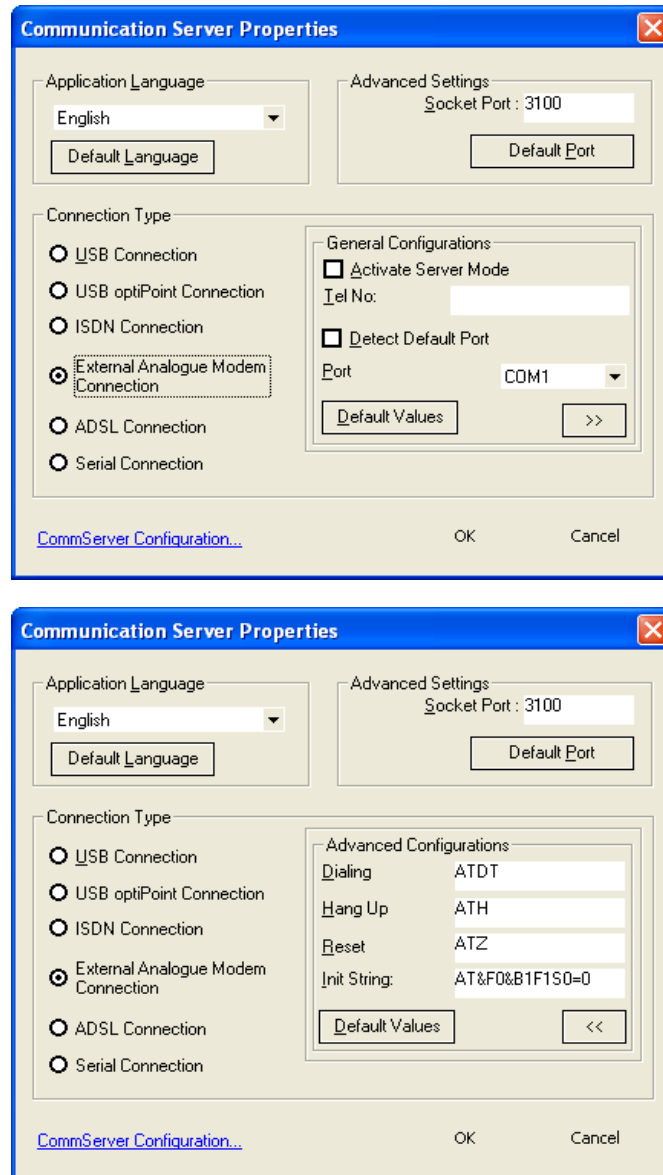 Communication Server Properties
Application Language
Advanced Settings
English
Socket Port : 3100
Default Language
Default Port
Connection Type
USB Connection
USB optiPoint Connection
ISDN Connection
External Analogue Modem
Connection
ADSL Connection
Serial Connection
General Configurations
Activate Server Mode
Tel No:
Detect Default Port
Port COM1
Default Values >>
CommServer Configuration...
OK Cancel
Communication Server Properties
Application Language
Advanced Settings
English
Socket Port : 3100
Default Language
Default Port
Connection Type
USB Connection
USB optiPoint Connection
ISDN Connection
External Analogue Modem
Connection
ADSL Connection
Serial Connection
Advanced Configurations
Dialing ATDT
Hang Up ATH
Reset ATZ
Init String: AT&F0&B1F1S0=0
Default Values <<
CommServer Configuration...
OK Cancel